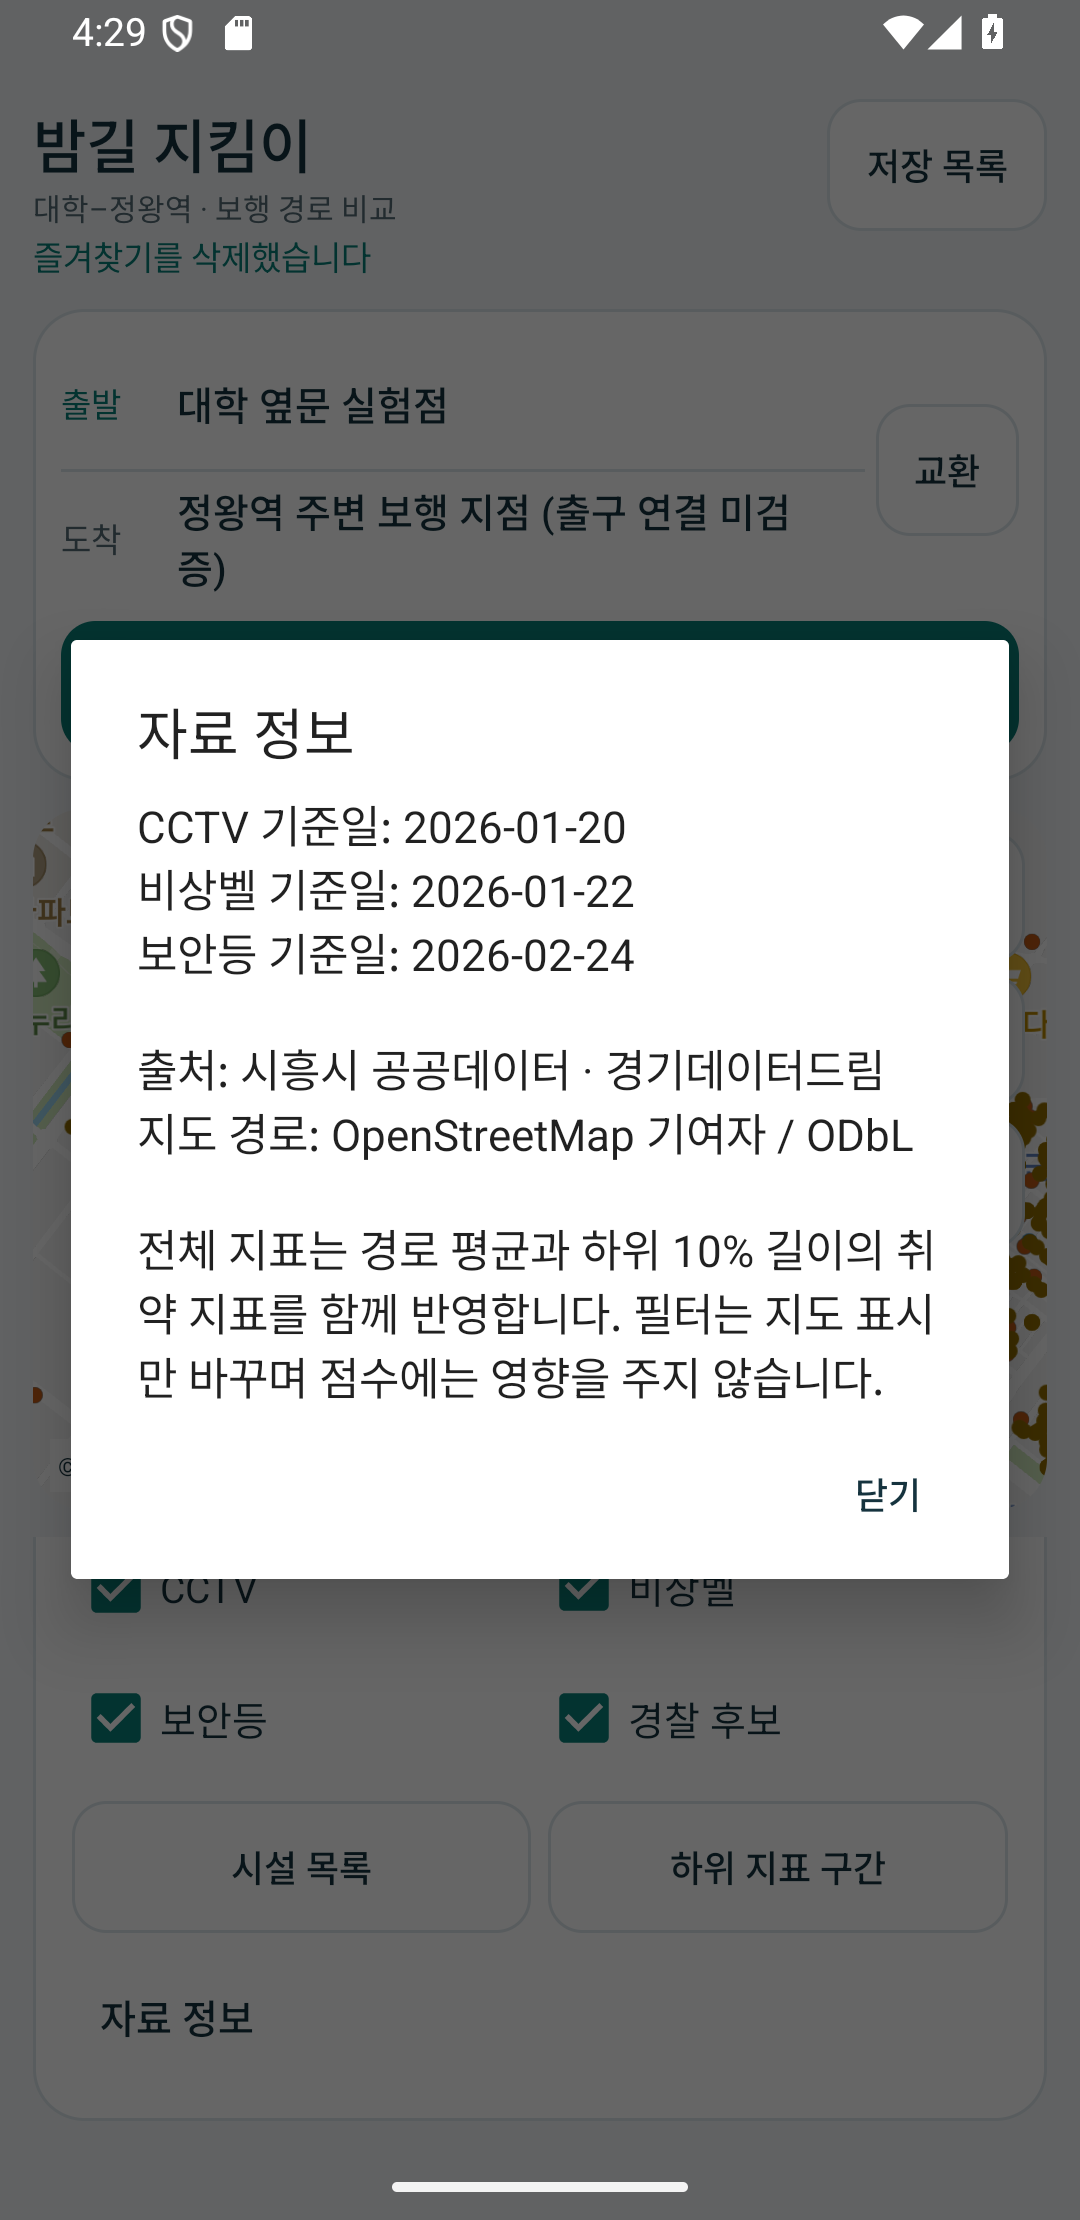 4:29
밤길 지킴이
저장 목록
대학–정왕역 · 보행 경로 비교
즐겨찾기를 삭제했습니다
출발
대학 옆문 실험점
교환
도착
정왕역 주변 보행 지점 (출구 연결 미검
증)
자료 정보
CCTV 기준일: 2026-01-20
비상벨 기준일: 2026-01-22
보안등 기준일: 2026-02-24
출처: 시흥시 공공데이터 · 경기데이터드림
지도 경로: OpenStreetMap 기여자 / ODbL
전체 지표는 경로 평균과 하위 10% 길이의 취
약 지표를 함께 반영합니다. 필터는 지도 표시
만 바꾸며 점수에는 영향을 주지 않습니다.
닫기
CCTV
비상벨
보안등
경찰 후보
시설 목록
하위 지표 구간
자료 정보